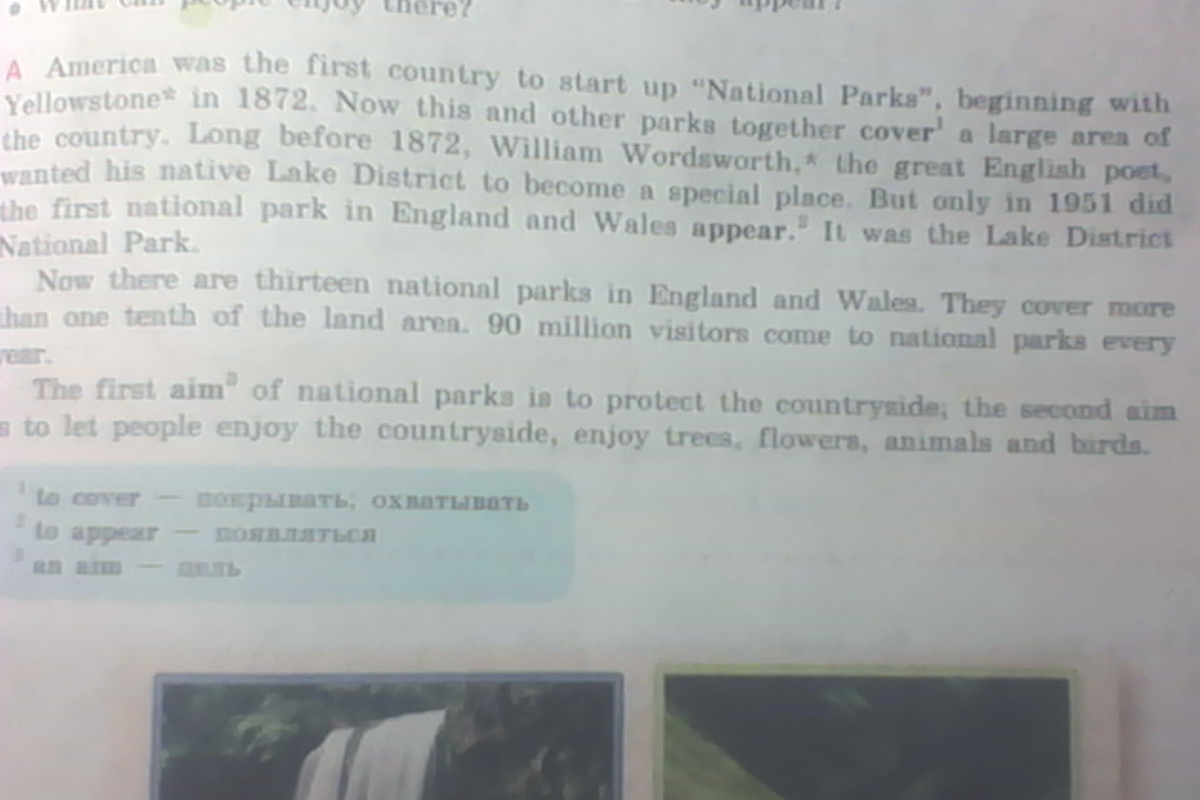 • What can people enjoy there?
they appear?
A America was the first country to start up “National Parks”, beginning with
Yellowstone* in 1872. Now this and other parks together cover¹ a large area of
the country. Long before 1872, William Wordsworth,* the great English poet,
wanted his native Lake District to become a special place. But only in 1951 did
the first national park in England and Wales appear.² It was the Lake District
National Park.
Now there are thirteen national parks in England and Wales. They cover more
than one tenth of the land area. 90 million visitors come to national parks every
year.
The first aim³ of national parks is to protect the countryside, the second aim
is to let people enjoy the countryside, enjoy trees, flowers, animals and birds.
¹ to cover — покрывать, охватывать
² to appear — появляться
³ an aim — цель